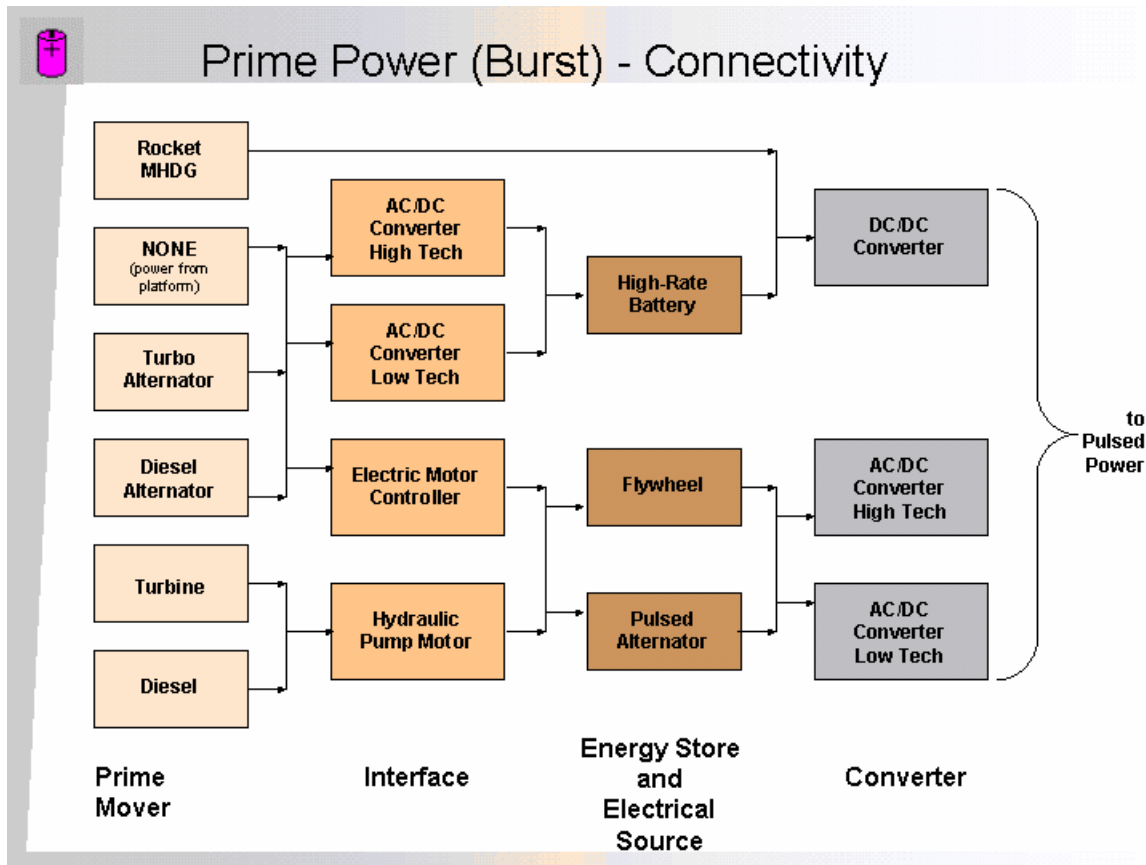 +
Prime Power (Burst) - Connectivity
Rocket
MHDG
NONE
(power from
platform)
Turbo
Alternator
Diesel
Alternator
Turbine
Diesel
AC/DC
Converter
High Tech
AC/DC
Converter
Low Tech
Electric Motor
Controller
Hydraulic
Pump Motor
High-Rate
Battery
Flywheel
Pulsed
Alternator
DC/DC
Converter
AC/DC
Converter
High Tech
AC/DC
Converter
Low Tech
to
Pulsed
Power
Prime
Mover
Interface
Energy Store
and
Electrical
Source
Converter